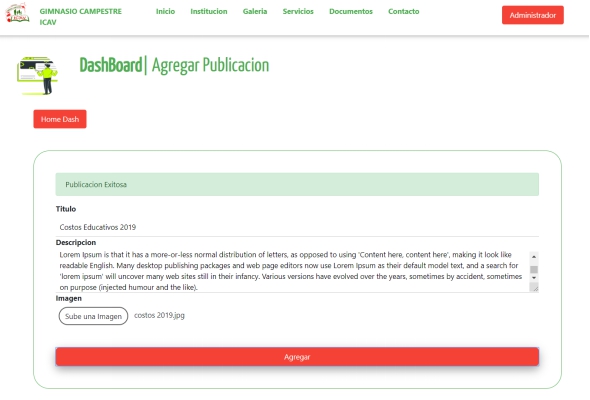 GIMNASIO CAMPESTRE
ICAV
Inicio Institucion Galeria Servicios Documentos Contacto
Administrador
DashBoard| Agregar Publicacion
Home Dash
Publicacion Exitosa
Titulo
Costos Educativos 2019
Descripcion
Lorem Ipsum is that it has a more-or-less normal distribution of letters, as opposed to using 'Content here, content here', making it look like
readable English. Many desktop publishing packages and web page editors now use Lorem Ipsum as their default model text, and a search for
'lorem ipsum' will uncover many web sites still in their infancy. Various versions have evolved over the years, sometimes by accident, sometimes
on purpose (injected humour and the like).
Imagen
Sube una Imagen costos 2019.jpg
Agregar